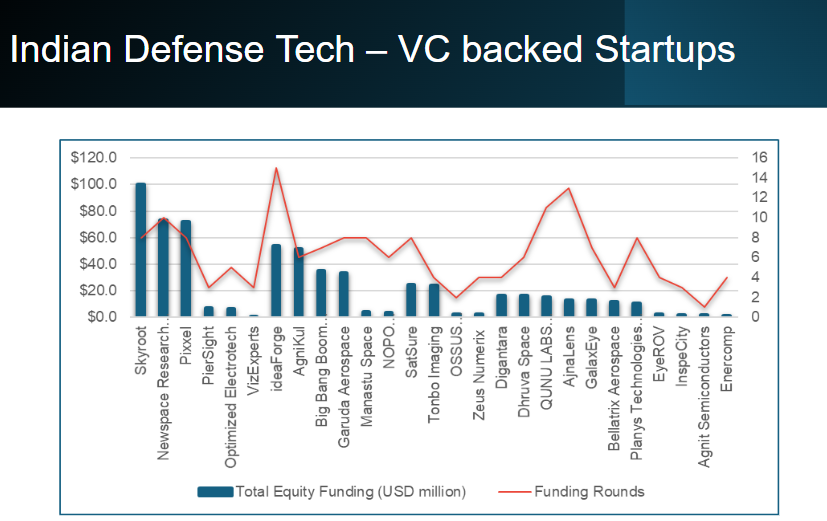 Indian Defense Tech – VC backed Startups
$120.0
$100.0
$80.0
$60.0
$40.0
$20.0
$0.0
16
14
12
10
8
6
4
2
0
Skyroot
Newspace Research…
Pixxel
PierSight
Optimized Electrotech
VizExperts
ideaForge
AgniKul
Big Bang Boom…
Garuda Aerospace
Manastu Space
NOPO…
SatSure
Tonbo Imaging
OSSUS…
Zeus Numerix
Digantara
Dhruva Space
QUNU LABS…
AjnaLens
GalaxEye
Bellatrix Aerospace
Planys Technologies…
EyeROV
InspeCity
Agnit Semiconductors
Enercomp
Total Equity Funding (USD million)
Funding Rounds